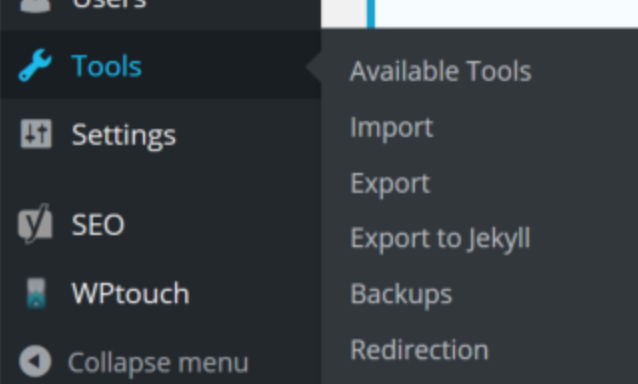 Users
Tools
Settings
SEO
WPtouch
Collapse menu
Available Tools
Import
Export
Export to Jekyll
Backups
Redirection